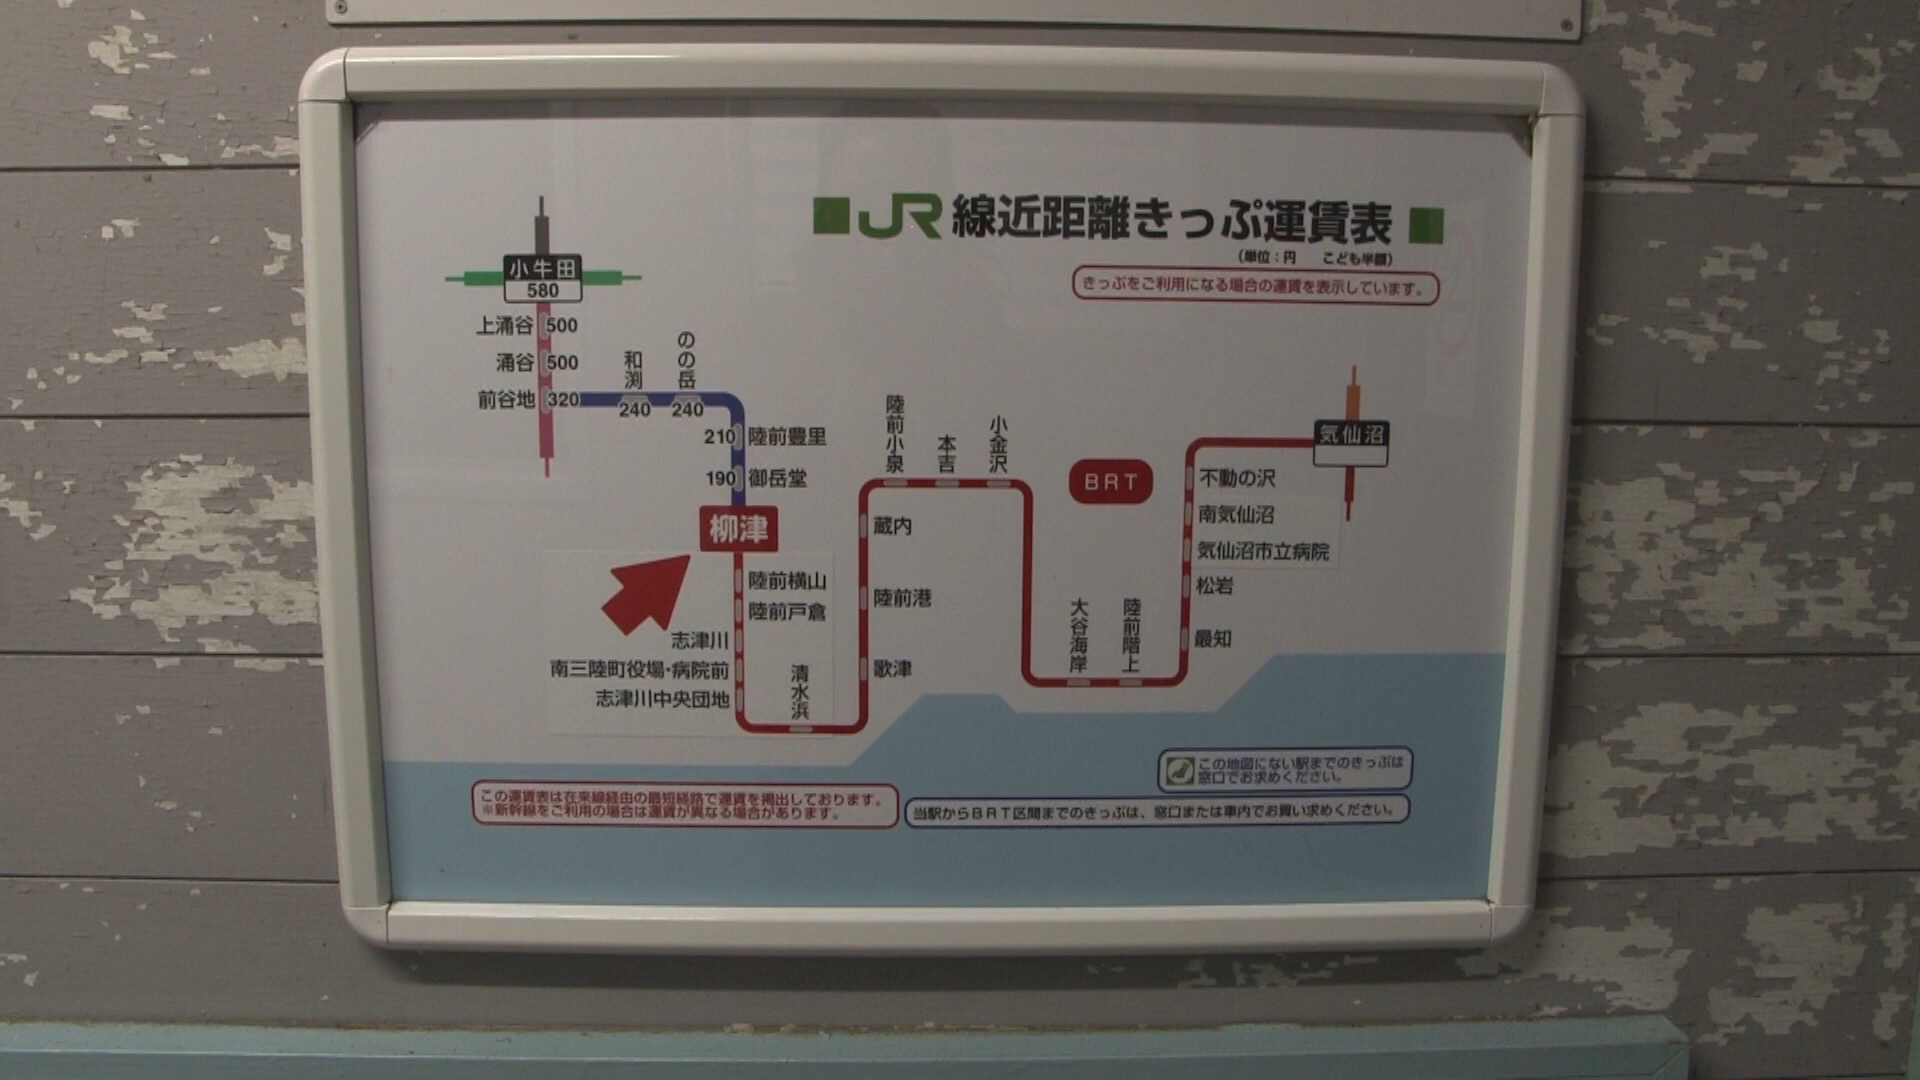 JR線近距離きっぷ運賃表
(単位:円 こども半額)
きっぷをご利用になる場合の運賃を表示しています。
小牛田
580
上涌谷 500
涌谷 500
前谷地 320
和渕
240
のの岳
240
210 陸前豊里
190 御岳堂
柳津
陸前横山
陸前戸倉
志津川
南三陸町役場・病院前
志津川中央団地
清水浜
歌津
陸前港
蔵内
陸前小泉
本吉
小金沢
BRT
大谷海岸
陸前階上
最知
松岩
気仙沼市立病院
南気仙沼
不動の沢
気仙沼
この地図にない駅までのきっぷは
窓口でお求めください。
この運賃表は在来線経由の最短経路で運賃を掲出しております。
※新幹線をご利用の場合は運賃が異なる場合があります。
当駅からBRT区間までのきっぷは、窓口または車内でお買い求めください。